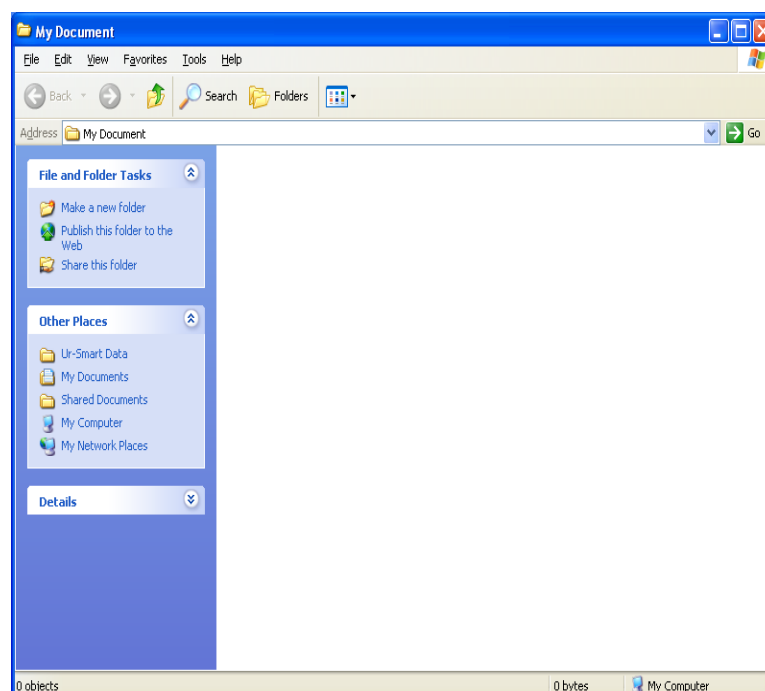 My Document
File Edit View Favorites Tools Help
Back Search Folders
Address My Document Go
File and Folder Tasks
Make a new folder
Publish this folder to the
Web
Share this folder
Other Places
Ur-Smart Data
My Documents
Shared Documents
My Computer
My Network Places
Details
0 objects 0 bytes My Computer